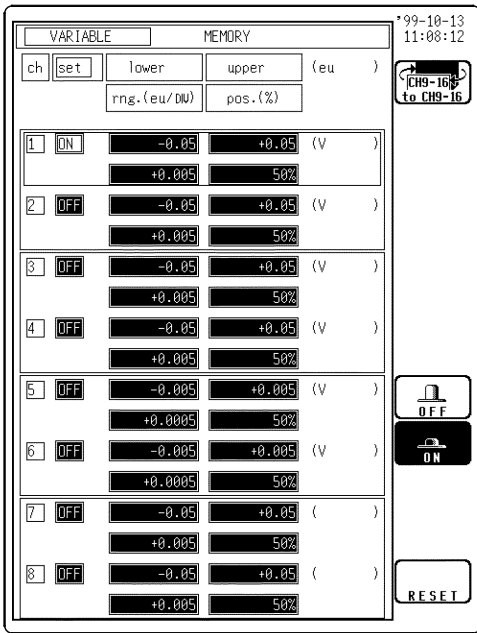 '99-10-13
VARIABLE MEMORY 11:08:12
ch set lower upper (eu )
rng.(eu/DIV) pos.(%)
CH9-16
to CH9-16
1 ON -0.05 +0.05 (V )
+0.005 50%
2 OFF -0.05 +0.05 (V )
+0.005 50%
3 OFF -0.05 +0.05 (V )
+0.005 50%
4 OFF -0.05 +0.05 (V )
+0.005 50%
5 OFF -0.005 +0.005 (V )
+0.0005 50%
6 OFF -0.005 +0.005 (V )
+0.0005 50%
OFF
ON
7 OFF -0.05 +0.05 ( )
+0.005 50%
8 OFF -0.05 +0.05 ( )
+0.005 50%
RESET